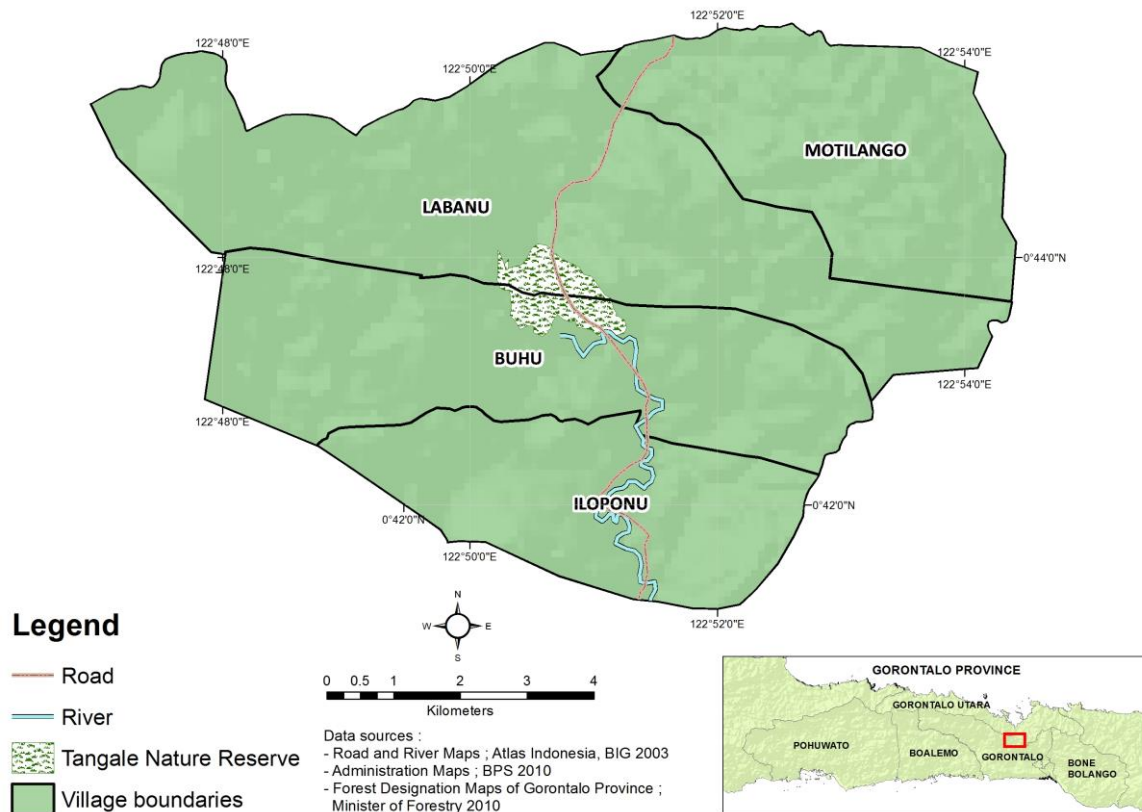 122°52'0"E
122°48'0"E
122°54'0"E
122°50'0"E
MOTILANGO
LABANU
122°48'0"E
0°44'0"N
BUHU
122°54'0"E
122°48'0"E
ILOPONU
0°42'0"N
0°42'0"N
122°50'0"E
122°52'0"E
Legend
Road
River
Tangale Nature Reserve
Village boundaries
N
W
E
S
0 0.5 1 2 3 4
Kilometers
Data sources :
- Road and River Maps ; Atlas Indonesia, BIG 2003
- Administration Maps ; BPS 2010
- Forest Designation Maps of Gorontalo Province ;
Minister of Forestry 2010
GORONTALO PROVINCE
GORONTALO UTARA
POHUWATO
BOALEMO
GORONTALO
BONE
BOLANGO